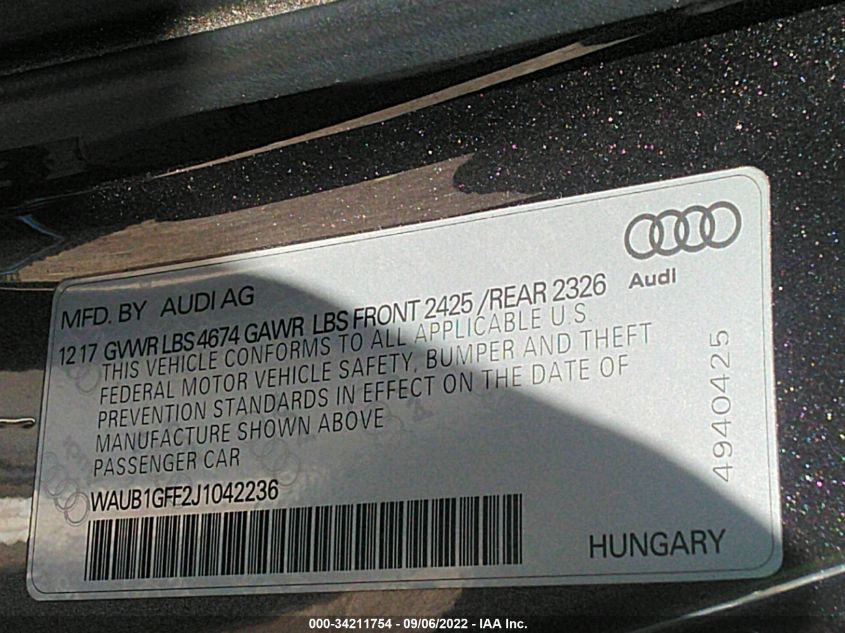 Audi
MFD. BY AUDI AG
12 17 GVWR LBS 4674 GAWR LBS FRONT 2425 /REAR 2326
THIS VEHICLE CONFORMS TO ALL APPLICABLE U.S.
FEDERAL MOTOR VEHICLE SAFETY, BUMPER AND THEFT
PREVENTION STANDARDS IN EFFECT ON THE DATE OF
MANUFACTURE SHOWN ABOVE
PASSENGER CAR
WAUB1GFF2J1042236
HUNGARY
4940425
000-34211754 - 09/06/2022 - IAA Inc.